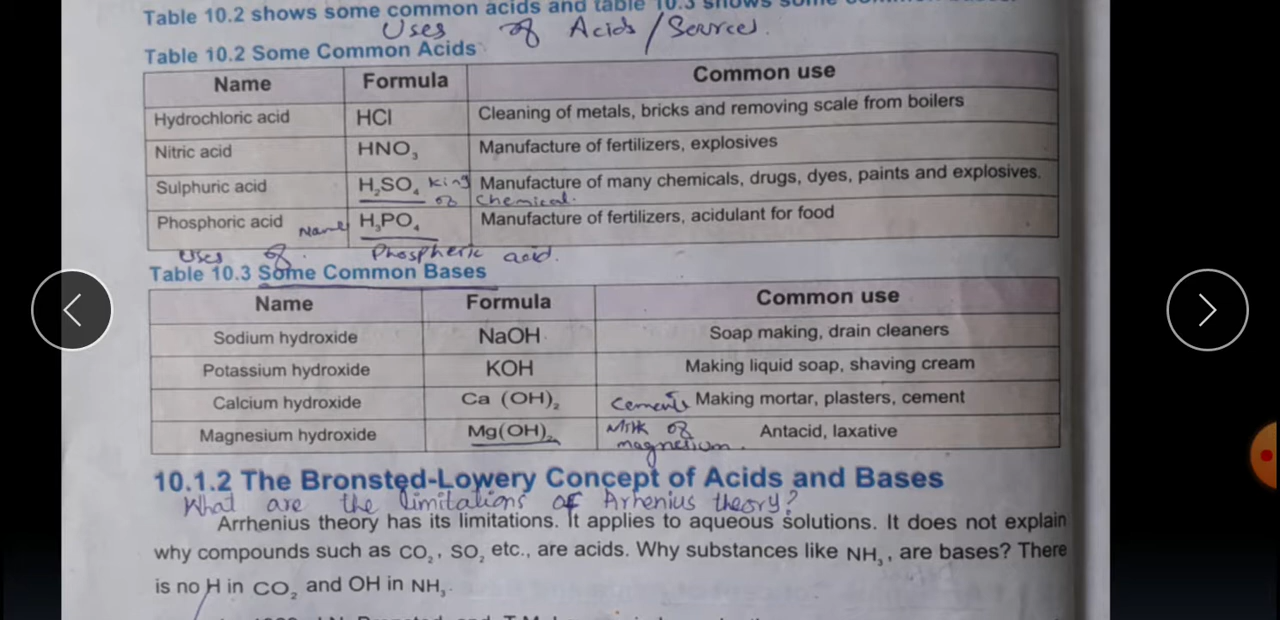 Table 10.2 shows some common acids and table 10.3 shows some common bases.
Uses of Acids / Sources.
Table 10.2 Some Common Acids
Name Formula Common use
Hydrochloric acid HCl Cleaning of metals, bricks and removing scale from boilers
Nitric acid HNO₃ Manufacture of fertilizers, explosives
Sulphuric acid H₂SO₄ king of chemical. Manufacture of many chemicals, drugs, dyes, paints and explosives.
Phosphoric acid Name H₃PO₄ Manufacture of fertilizers, acidulant for food
Uses of. Phospheric acid.
Table 10.3 Some Common Bases
Name Formula Common use
Sodium hydroxide NaOH Soap making, drain cleaners
Potassium hydroxide KOH Making liquid soap, shaving cream
Calcium hydroxide Ca (OH)₂ Cements Making mortar, plasters, cement
Magnesium hydroxide Mg(OH)₂ Milk of magnesium. Antacid, laxative
10.1.2 The Bronsted-Lowery Concept of Acids and Bases
What are the limitations of Arhenius theory?
Arrhenius theory has its limitations. It applies to aqueous solutions. It does not explain
why compounds such as CO₂, SO₂ etc., are acids. Why substances like NH₃, are bases? There
is no H in CO₂ and OH in NH₃.